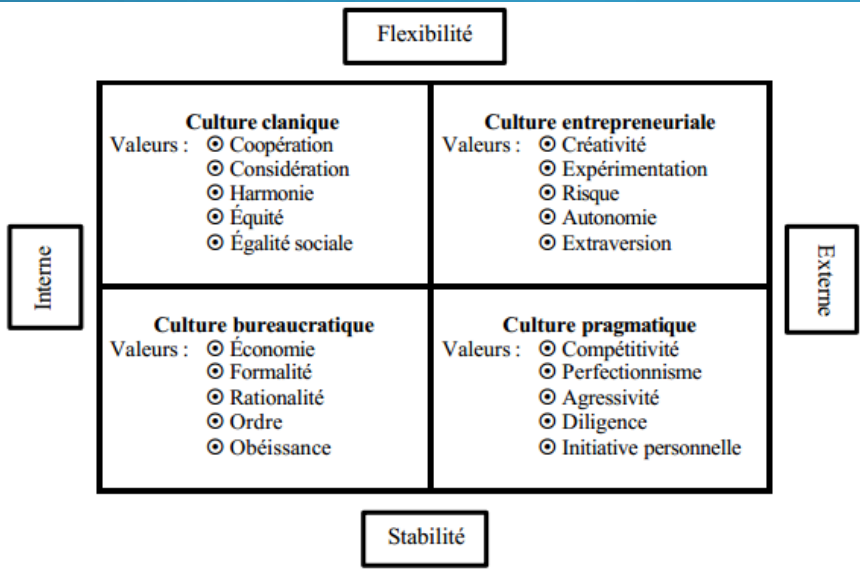 Flexibilité
Culture clanique
Valeurs : ⦿ Coopération
⦿ Considération
⦿ Harmonie
⦿ Équité
⦿ Égalité sociale
Culture entrepreneuriale
Valeurs : ⦿ Créativité
⦿ Expérimentation
⦿ Risque
⦿ Autonomie
⦿ Extraversion
Interne
Externe
Culture bureaucratique
Valeurs : ⦿ Économie
⦿ Formalité
⦿ Rationalité
⦿ Ordre
⦿ Obéissance
Culture pragmatique
Valeurs : ⦿ Compétitivité
⦿ Perfectionnisme
⦿ Agressivité
⦿ Diligence
⦿ Initiative personnelle
Stabilité